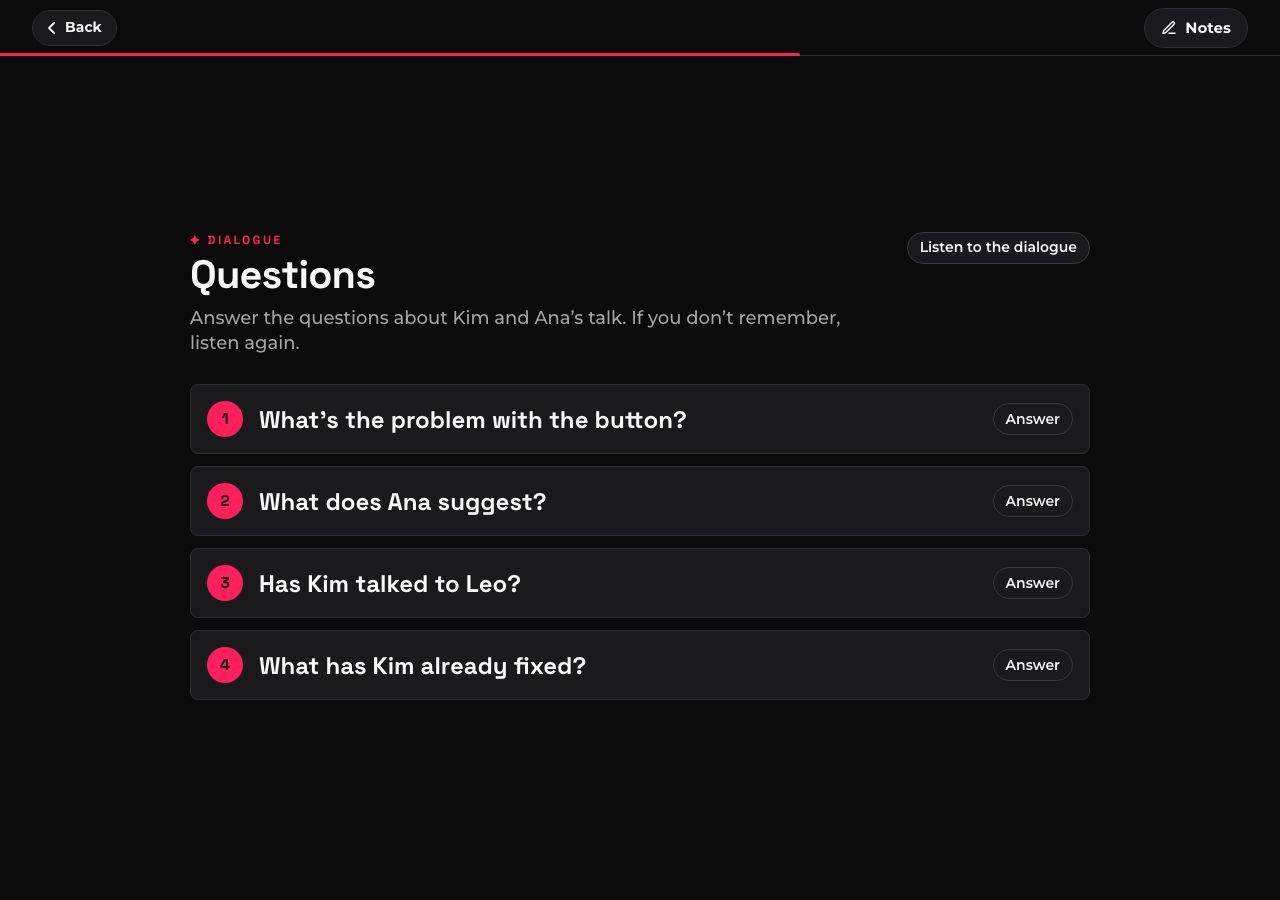 Back
Notes
DIALOGUE
Listen to the dialogue
Questions
Answer the questions about Kim and Ana’s talk. If you don’t remember,
listen again.
1 What’s the problem with the button? Answer
2 What does Ana suggest? Answer
3 Has Kim talked to Leo? Answer
4 What has Kim already fixed? Answer